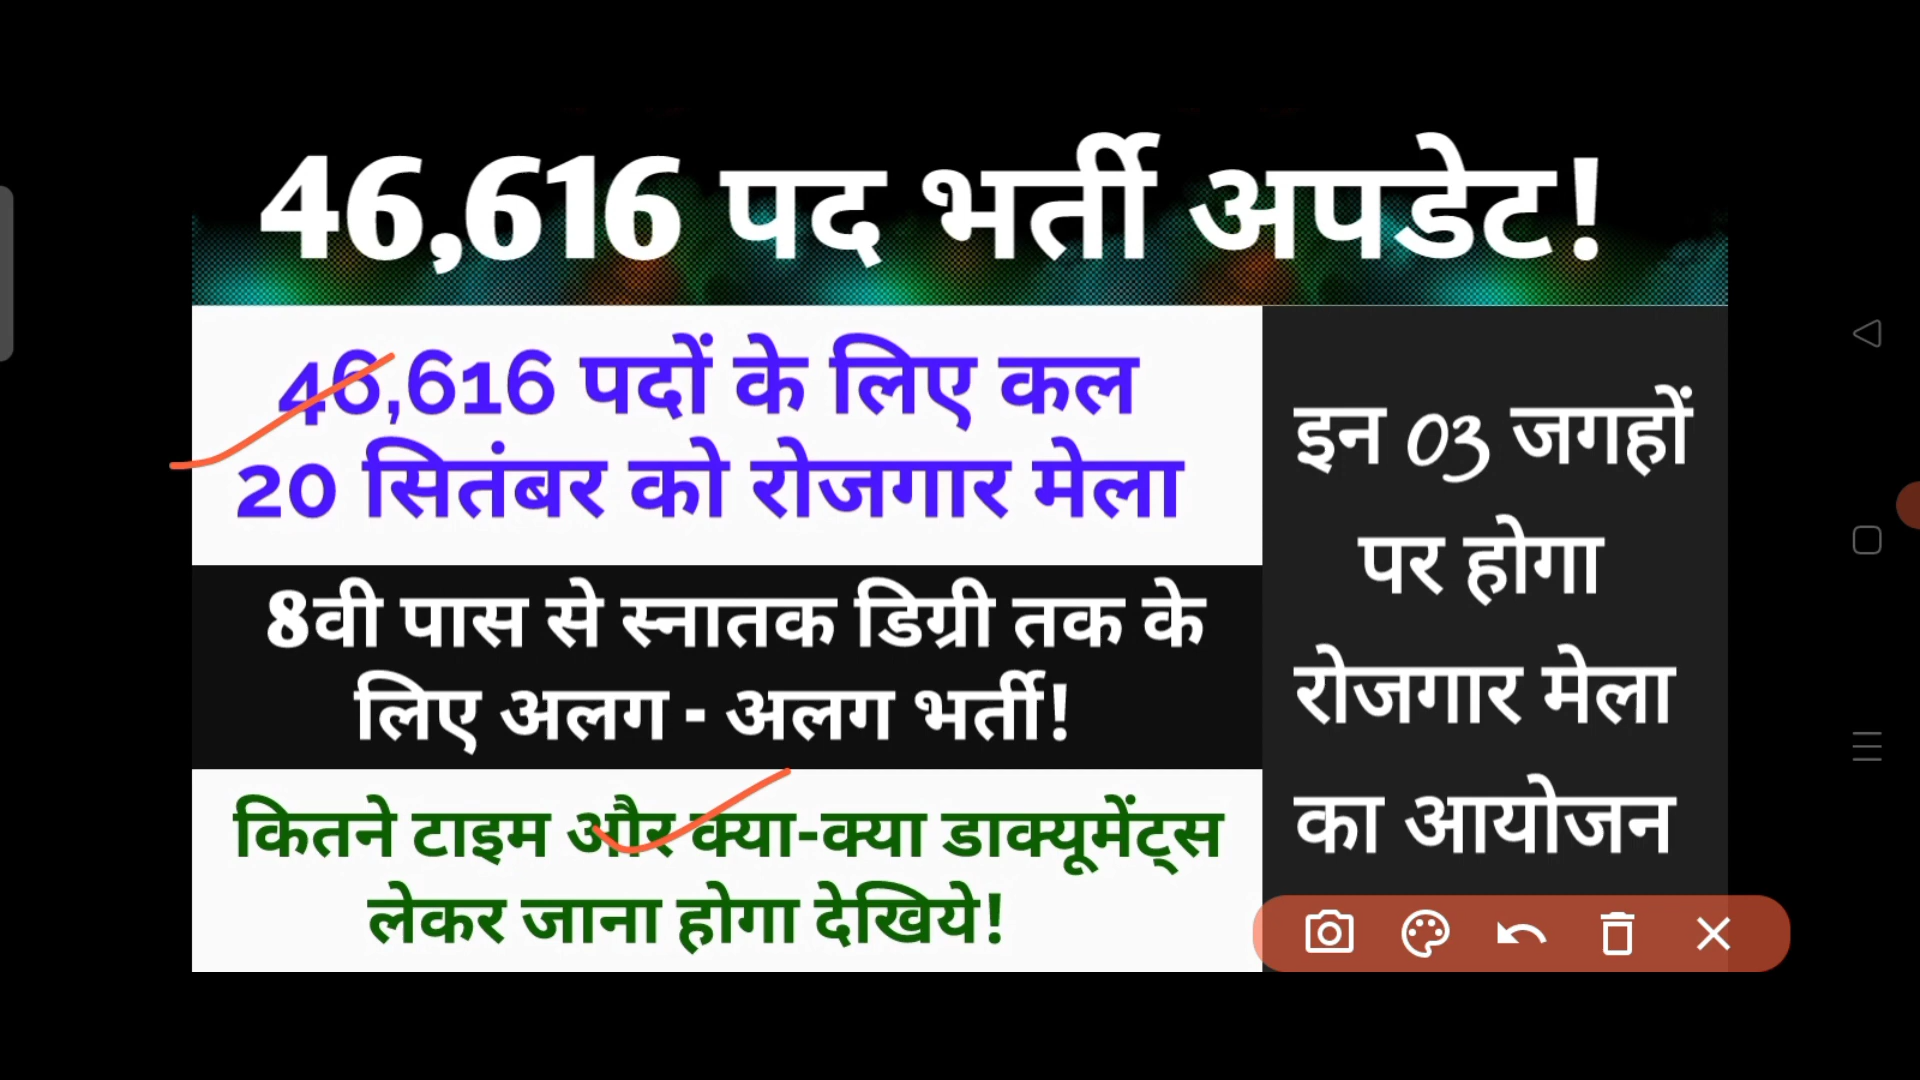 46,616 पद भर्ती अपडेट!
46,616 पदों के लिए कल
20 सितंबर को रोजगार मेला
8वी पास से स्नातक डिग्री तक के
लिए अलग - अलग भर्ती!
कितने टाइम और क्या-क्या डाक्यूमेंट्स
लेकर जाना होगा देखिये!
इन 03 जगहों
पर होगा
रोजगार मेला
का आयोजन